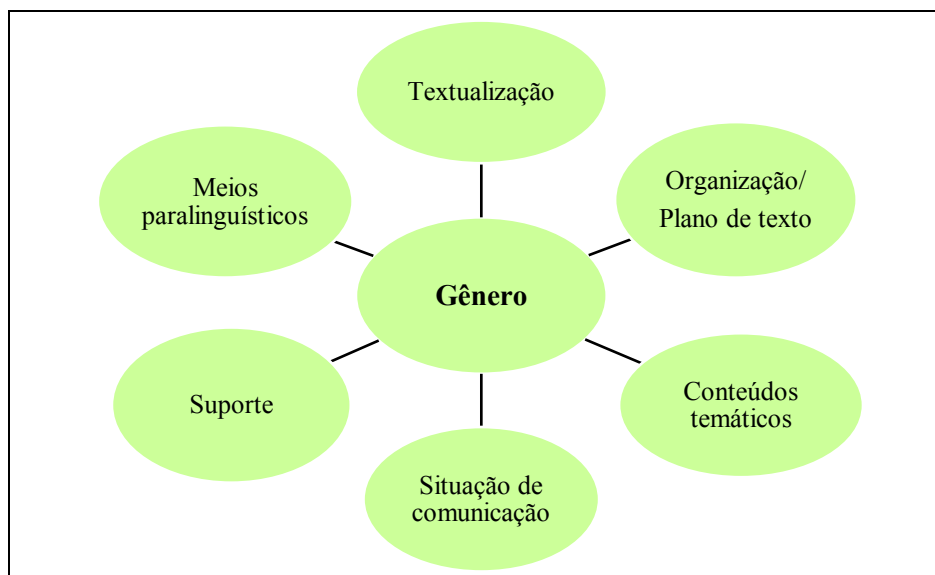 Textualização
Meios
paralinguísticos
Organização/
Plano de texto
Gênero
Suporte
Conteúdos
temáticos
Situação de
comunicação